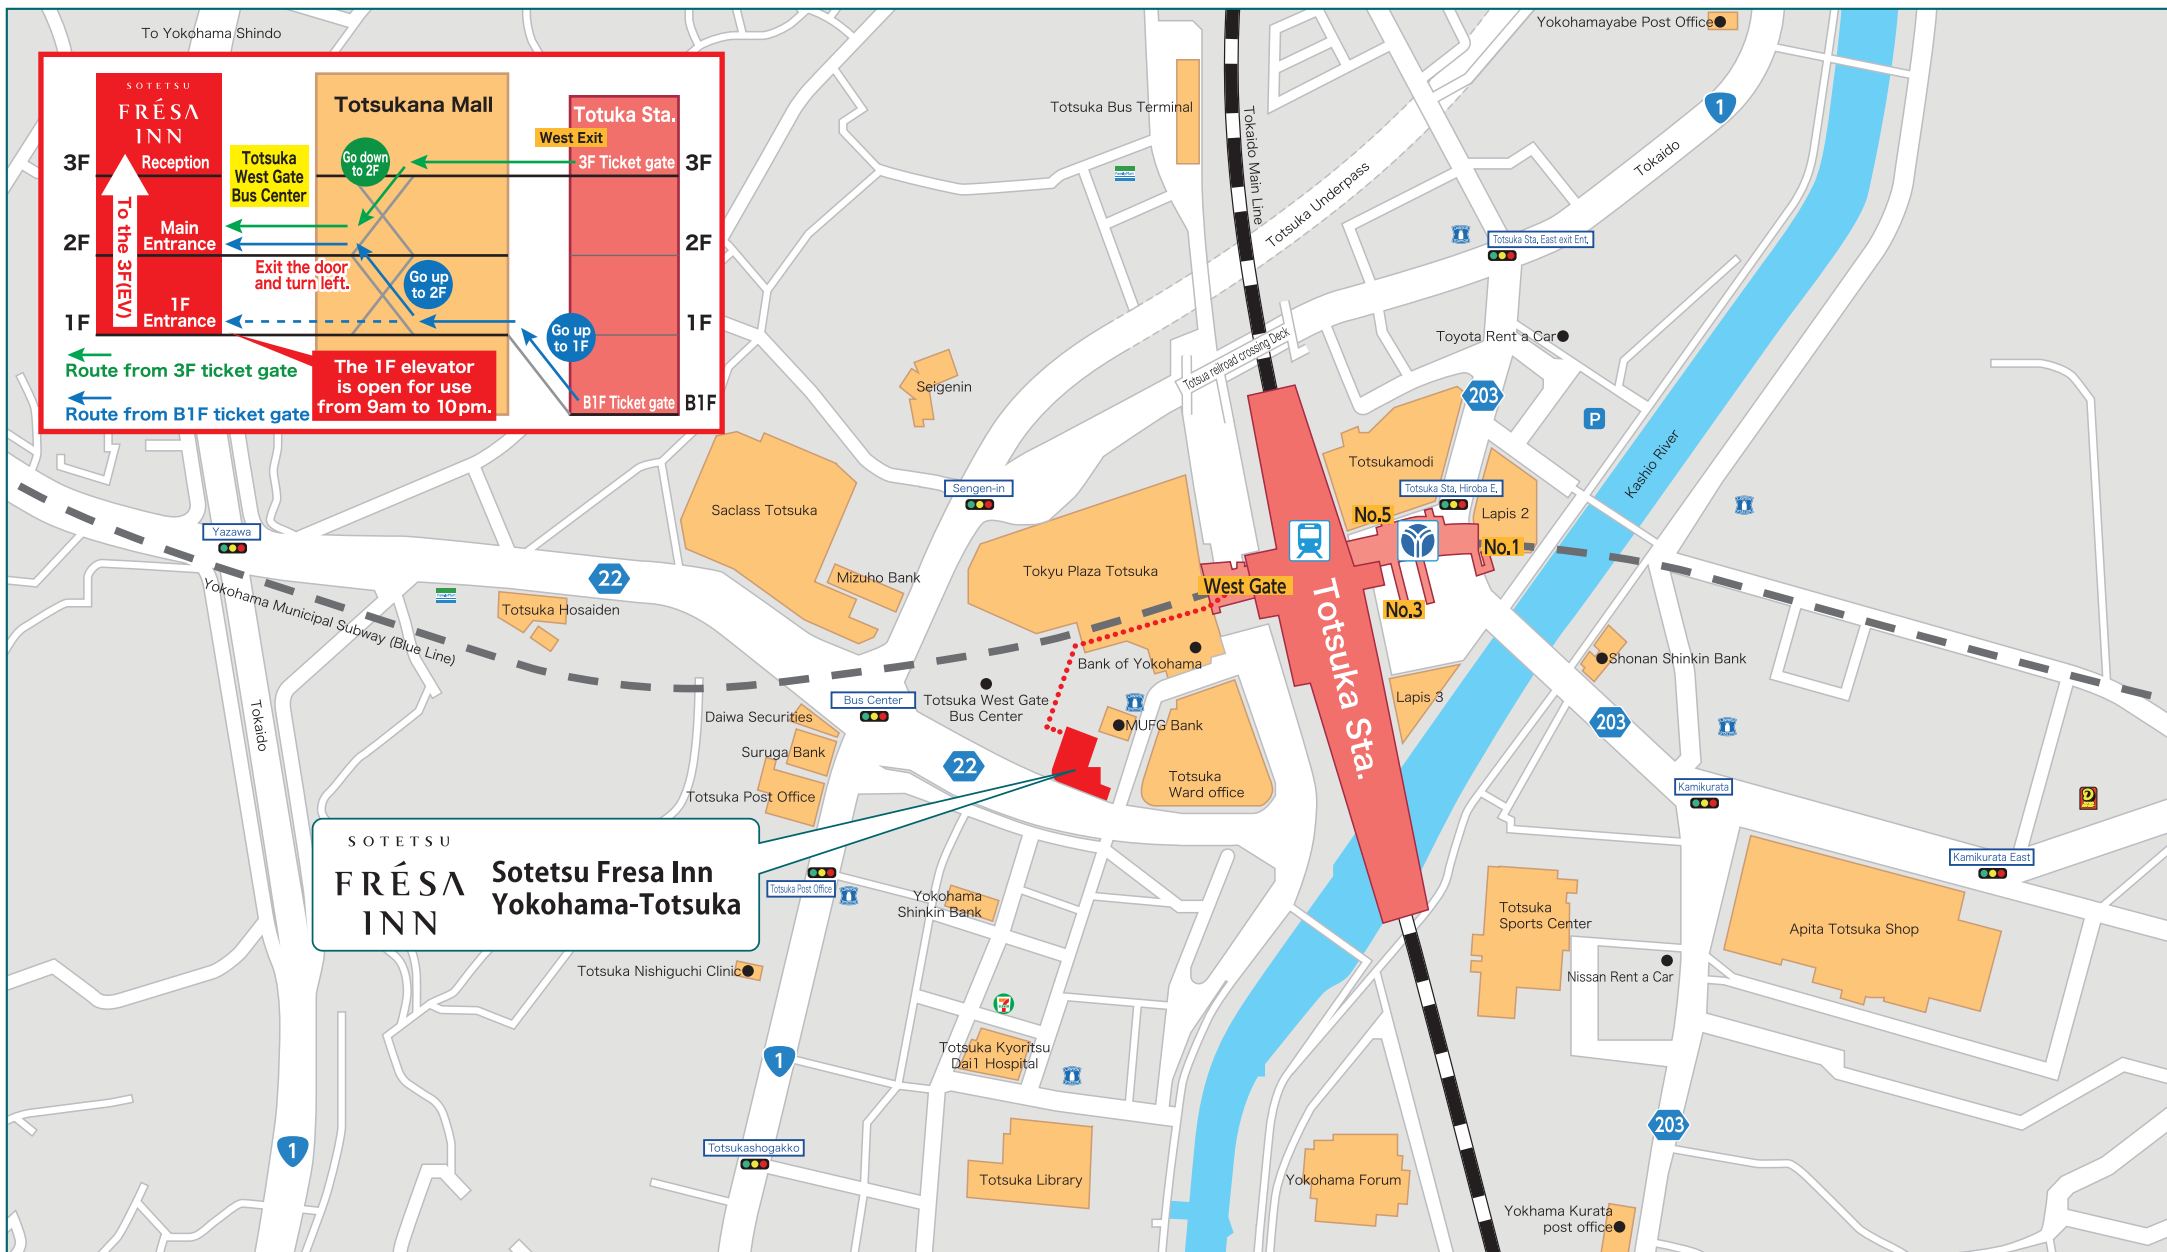 To Yokohama Shindo
SOTETSU
FRÉSA
INN
3F
Reception
To the 3F(EV)
2F
Main
Entrance
1F
1F
Entrance
Totsuka
West Gate
Bus Center
Totsukana Mall
Go down
to 2F
Exit the door
and turn left.
Go up
to 2F
West Exit
Totuka Sta.
3F Ticket gate
3F
2F
1F
Go up
to 1F
B1F Ticket gate
B1F
Route from 3F ticket gate
Route from B1F ticket gate
The 1F elevator
is open for use
from 9am to 10pm.
Yokohamayabe Post Office
Totsuka Bus Terminal
Tokaido Main Line
Totsuka Underpass
1
Tokaido
FamilyMart
Totsuka Sta. East exit Ent.
Toyota Rent a Car
Totsua relroad crossing Deck
203
P
Kashio River
Seigenin
Totsukamodi
Sengen-in
Totsuka Sta. Hiroba E.
Saclass Totsuka
No.5
Lapis 2
No.1
Yazawa
22
Mizuho Bank
Tokyu Plaza Totsuka
West Gate
No.3
Totsuka Hosaiden
Yokohama Municipal Subway (Blue Line)
Totsuka Sta.
Bank of Yokohama
Shonan Shinkin Bank
Bus Center
Totsuka West Gate
Bus Center
Lapis 3
Daiwa Securities
MUFG Bank
203
Tokaido
Suruga Bank
22
Totsuka
Ward office
Totsuka Post Office
Kamikurata
SOTETSU
FRÉSA
INN
Sotetsu Fresa Inn
Yokohama-Totsuka
Kamikurata East
Totsuka Post Office
Yokohama
Shinkin Bank
Totsuka
Sports Center
Apita Totsuka Shop
Totsuka Nishiguchi Clinic
Nissan Rent a Car
7
Totsuka Kyoritsu
Dai1 Hospital
1
203
1
Totsukashogakko
Totsuka Library
Yokohama Forum
Yokhama Kurata
post office